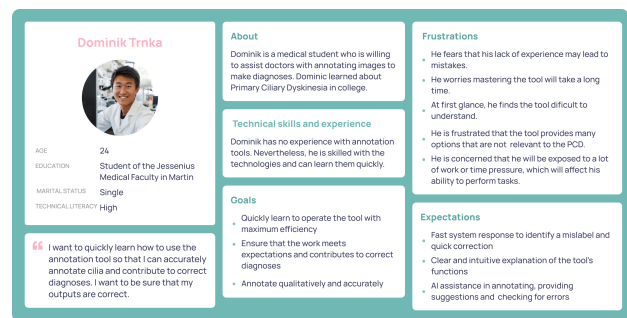 Dominik Trnka
AGE 24
EDUCATION Student of the Jessenius
Medical Faculty in Martin
MARITAL STATUS Single
TECHNICAL LITERACY High
I want to quickly learn how to use the
annotation tool so that I can accurately
annotate cilia and contribute to correct
diagnoses. I want to be sure that my
outputs are correct.
About
Dominik is a medical student who is willing
to assist doctors with annotating images to
make diagnoses. Dominic learned about
Primary Ciliary Dyskinesia in college.
Technical skills and experience
Dominik has no experience with annotation
tools. Nevertheless, he is skilled with the
technologies and can learn them quickly.
Goals
Quickly learn to operate the tool with
maximum efficiency
Ensure that the work meets
expectations and contributes to correct
diagnoses
Annotate qualitatively and accurately
Frustrations
He fears that his lack of experience may lead to
mistakes.
He worries mastering the tool will take a long
time.
At first glance, he finds the tool dificult to
understand.
He is frustrated that the tool provides many
options that are not relevant to the PCD.
He is concerned that he will be exposed to a lot
of work or time pressure, which will affect his
ability to perform tasks.
Expectations
Fast system response to identify a mislabel and
quick correction
Clear and intuitive explanation of the tool's
functions
AI assistance in annotating, providing
suggestions and checking for errors